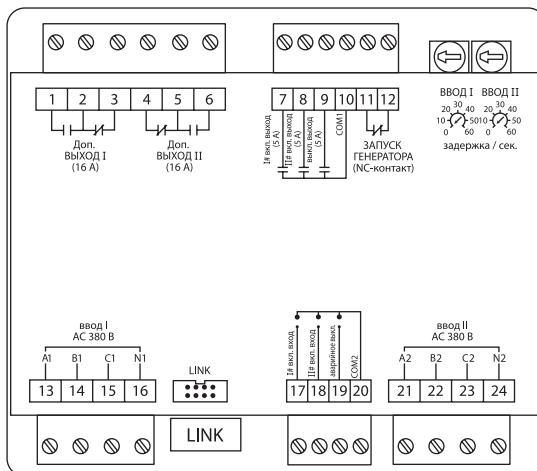 1 2 3 4 5 6
7 8 9 10 11 12
Доп.
ВЫХОД I
(16 А)
Доп.
ВЫХОД II
(16 А)
I# вкл. выход
(5 А)
II# вкл. выход
(5 А)
выкл. выход
(5 А)
COM1
ЗАПУСК
ГЕНЕРАТОРА
(NC-контакт)
ВВОД I ВВОД II
0 10 20 30 40 50 60
0 10 20 30 40 50 60
задержка / сек.
ввод I
AC 380 В
A1 B1 C1 N1
13 14 15 16
LINK
LINK
I# вкл. вход
II# вкл. вход
аварийное выкл.
COM2
17 18 19 20
ввод II
AC 380 В
A2 B2 C2 N2
21 22 23 24